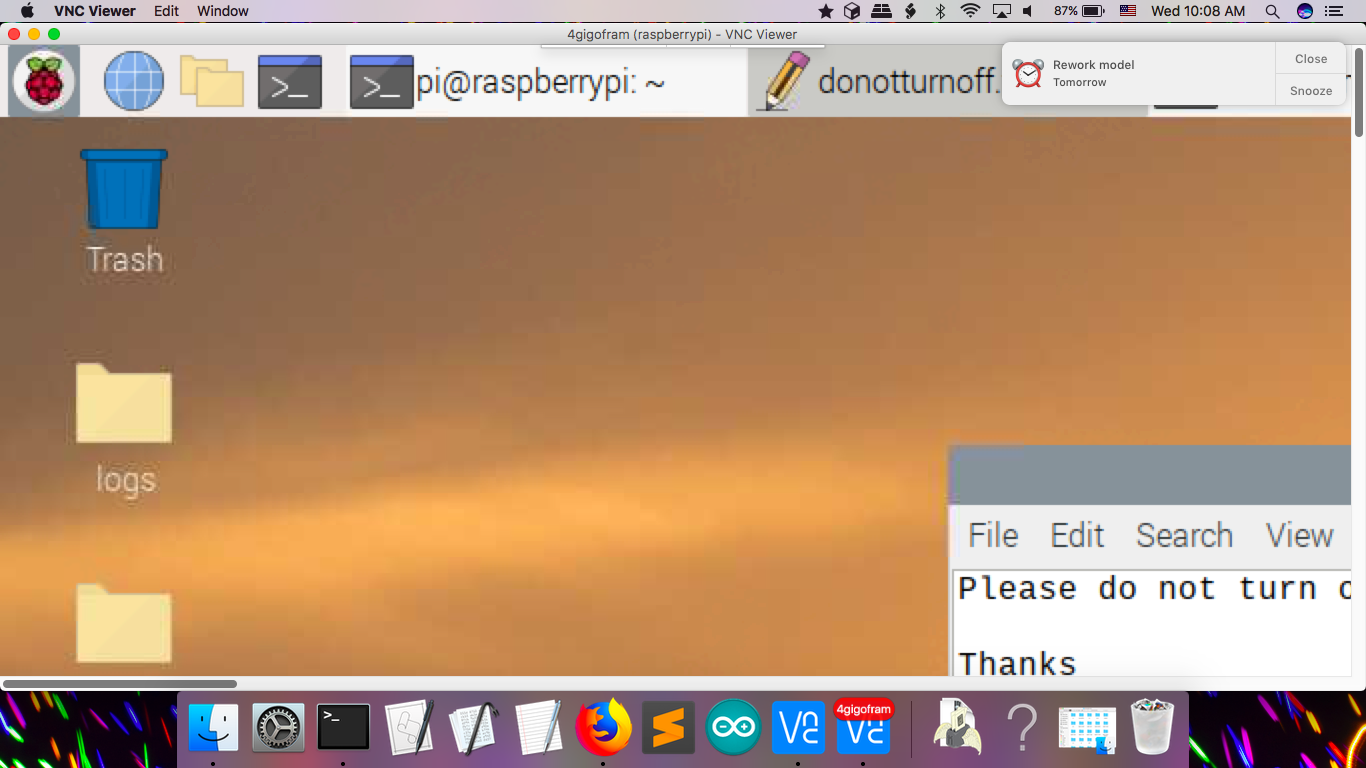 VNC Viewer Edit Window 87% Wed 10:08 AM
4gigofram (raspberrypi) - VNC Viewer
>_ >_ pi@raspberrypi: ~ donotturnoff.
Rework model
Tomorrow
Close
Snooze
Trash
logs
File Edit Search View
Please do not turn
Thanks
>_
4gigofram
?